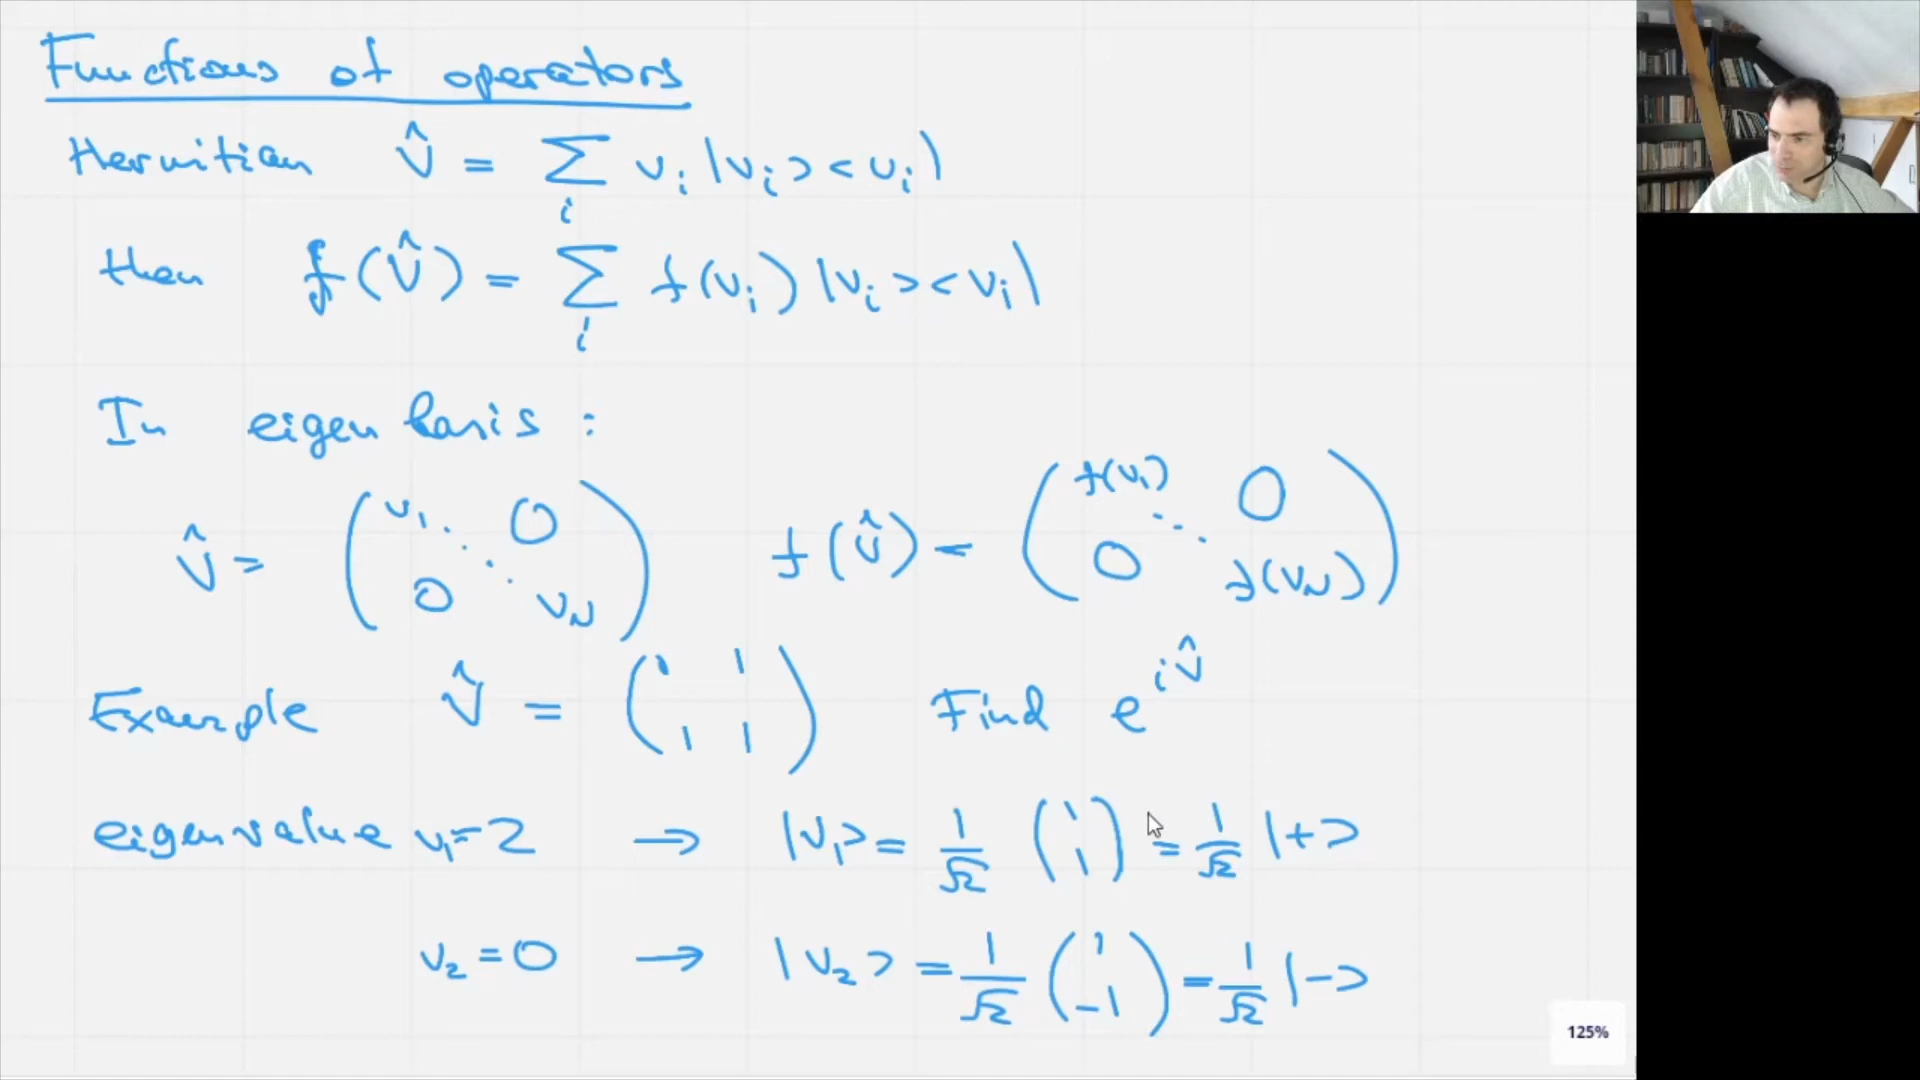 Functions of operators
Hermitian V̂ = Σ_i v_i |v_i><v_i|
then f(V̂) = Σ_i f(v_i) |v_i><v_i|
In eigenbasis:
V̂ = (v_1 ⋱ 0 0 v_N) f(V̂) = (f(v_1) ⋱ 0 0 f(v_N))
Example V̂ = (1 1 1 1) Find e^{iV̂}
eigenvalue v_1=2 → |v_1> = 1/√2 (1 1) = 1/√2 |+>
v_2=0 → |v_2> = 1/√2 (1 -1) = 1/√2 |->
125%